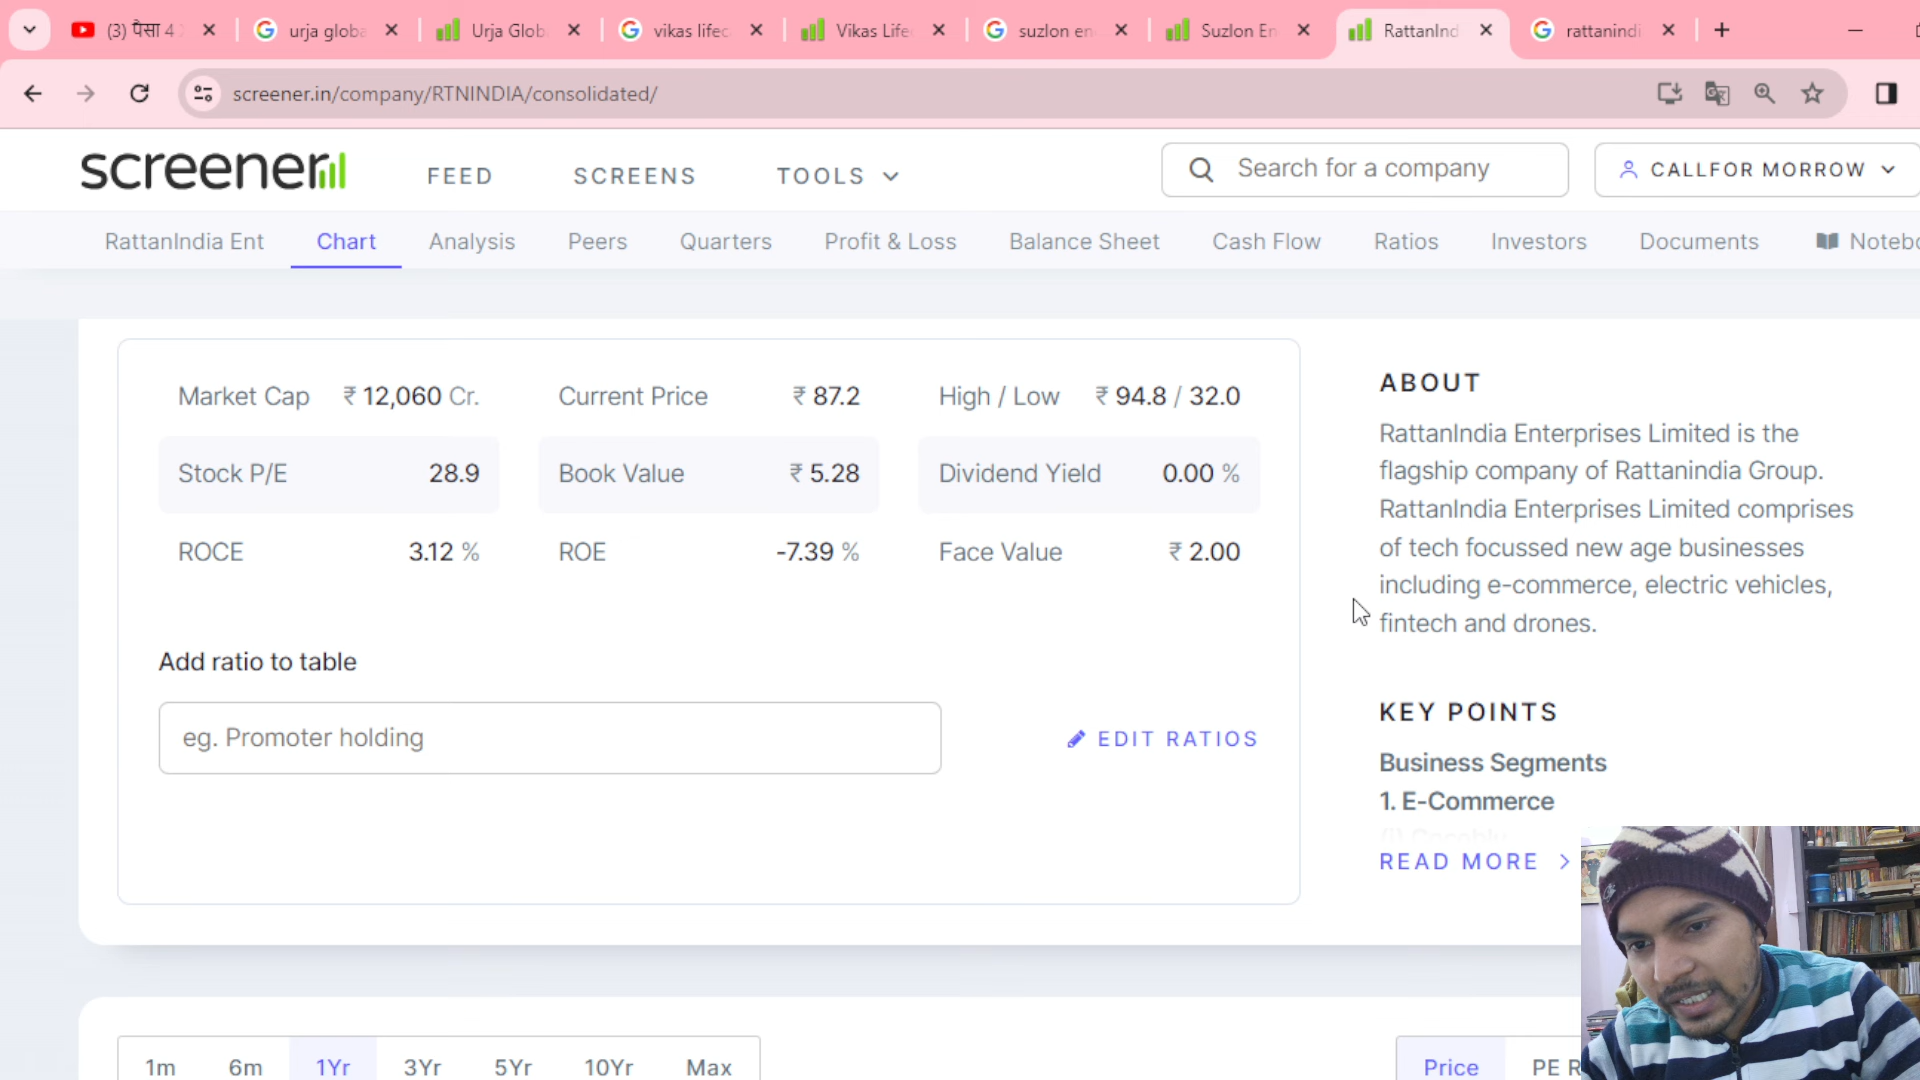 (3) पैसा 4
urja globa
Urja Glob
vikas lifec
Vikas Life
suzlon en
Suzlon En
RattanInd
rattanindi
screener.in/company/RTNINDIA/consolidated/
screener
FEED
SCREENS
TOOLS
Search for a company
CALLFOR MORROW
RattanIndia Ent
Chart
Analysis
Peers
Quarters
Profit & Loss
Balance Sheet
Cash Flow
Ratios
Investors
Documents
Notebo
Market Cap ₹ 12,060 Cr.
Current Price ₹ 87.2
High / Low ₹ 94.8 / 32.0
Stock P/E 28.9
Book Value ₹ 5.28
Dividend Yield 0.00 %
ROCE 3.12 %
ROE -7.39 %
Face Value ₹ 2.00
Add ratio to table
eg. Promoter holding
EDIT RATIOS
ABOUT
RattanIndia Enterprises Limited is the
flagship company of Rattanindia Group.
RattanIndia Enterprises Limited comprises
of tech focussed new age businesses
including e-commerce, electric vehicles,
fintech and drones.
KEY POINTS
Business Segments
1. E-Commerce
READ MORE
1m
6m
1Yr
3Yr
5Yr
10Yr
Max
Price
PE R